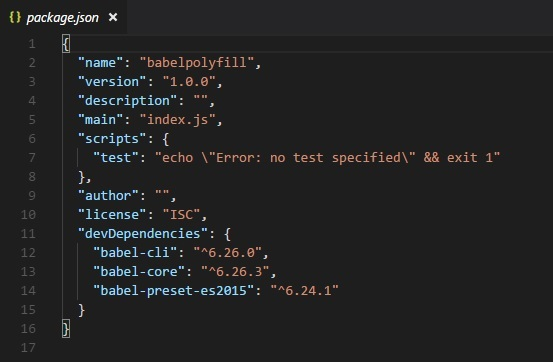 {} package.json ×
1 {
2 "name": "babelpolyfill",
3 "version": "1.0.0",
4 "description": "",
5 "main": "index.js",
6 "scripts": {
7 "test": "echo \"Error: no test specified\" && exit 1"
8 },
9 "author": "",
10 "license": "ISC",
11 "devDependencies": {
12 "babel-cli": "^6.26.0",
13 "babel-core": "^6.26.3",
14 "babel-preset-es2015": "^6.24.1"
15 }
16 }
17